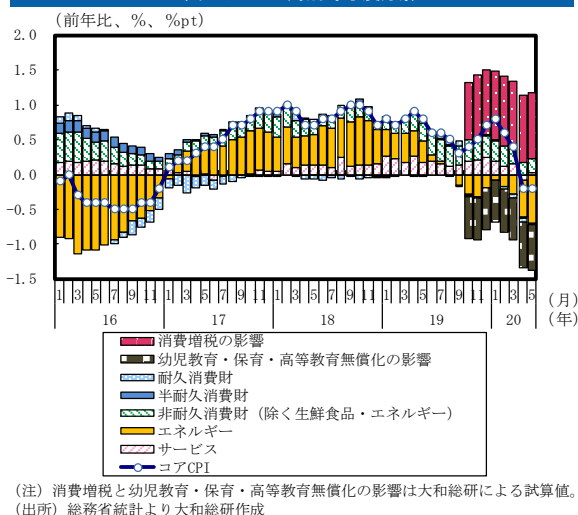 (前年比、%、%pt)
2.0
1.5
1.0
0.5
0.0
-0.5
-1.0
-1.5
1 3 5 7 9 11 1 3 5 7 9 11 1 3 5 7 9 11 1 3 5 7 9 11 1 3 5 (月)
16 17 18 19 20 (年)
消費増税の影響
幼児教育・保育・高等教育無償化の影響
耐久消費財
半耐久消費財
非耐久消費財(除く生鮮食品・エネルギー)
エネルギー
サービス
コアCPI
(注)消費増税と幼児教育・保育・高等教育無償化の影響は大和総研による試算値。
(出所)総務省統計より大和総研作成